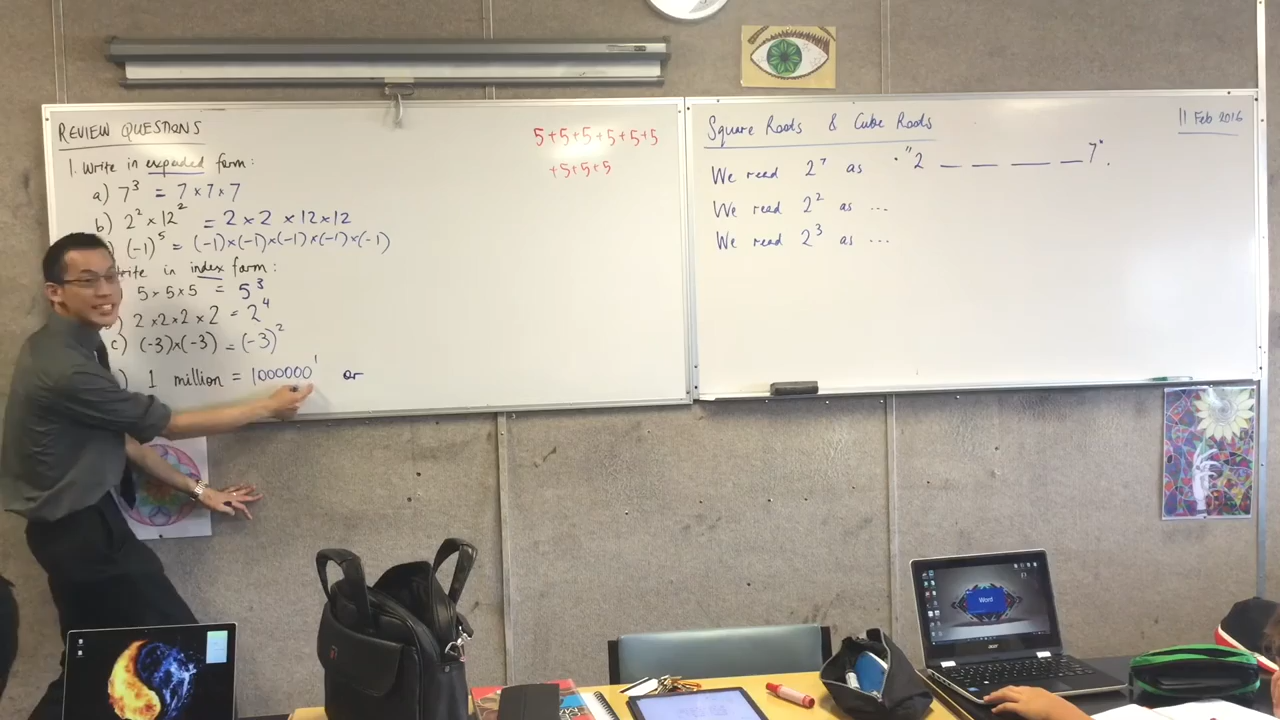 REVIEW QUESTIONS
1. Write in expanded form:
a) 7³ = 7 × 7 × 7
b) 2² × 12² = 2 × 2 × 12 × 12
) (-1)⁵ = (-1)×(-1)×(-1)×(-1)×(-1)
rite in index form:
) 5 × 5 × 5 = 5³
) 2 × 2 × 2 × 2 = 2⁴
c) (-3)×(-3) = (-3)²
) 1 million = 1000000¹ or
5+5+5+5+5+5
+5+5+5
Square Roots & Cube Roots
11 Feb 2016
We read 2⁷ as "2 _ _ _ _ 7".
We read 2² as ...
We read 2³ as ...
Word
acer